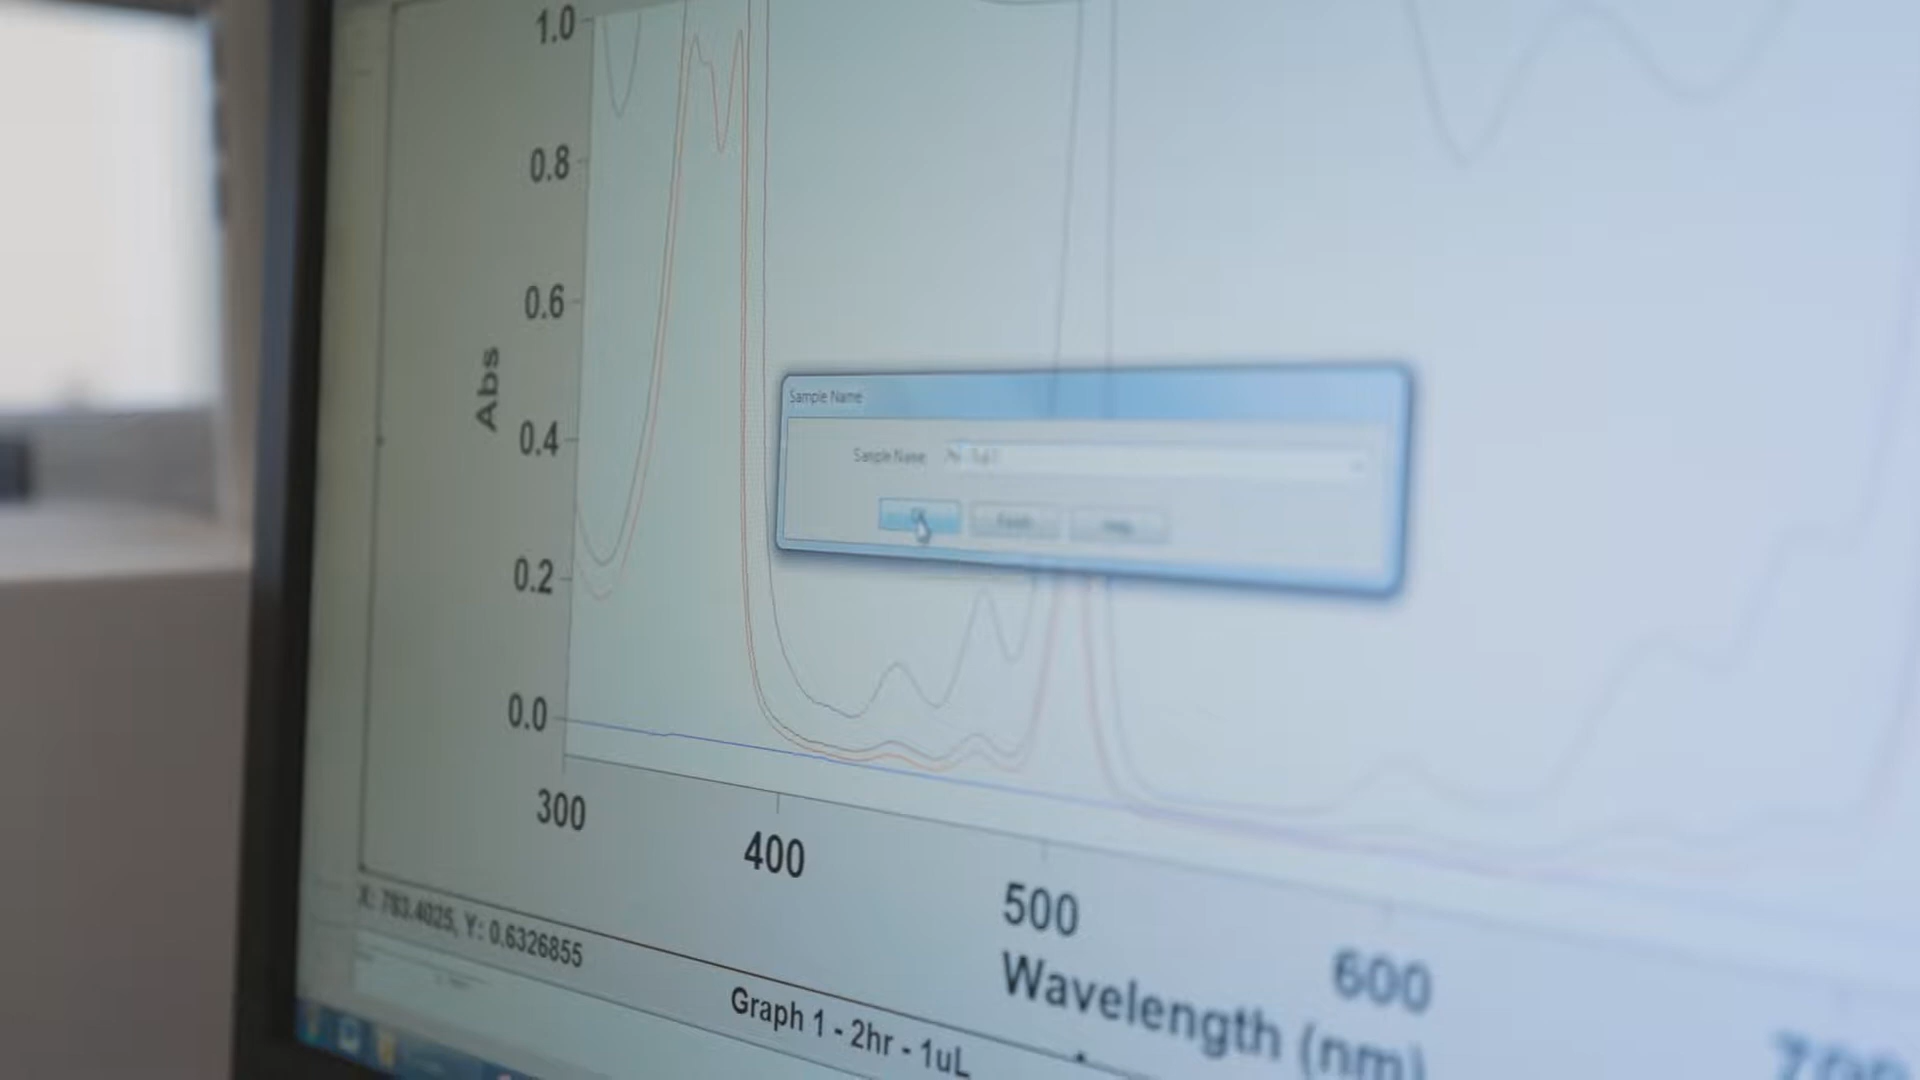 1.0
0.8
0.6
0.4
0.2
0.0
Abs
Sample Name
Sample Name
300
400
500
600
700
Wavelength (nm)
X: 783.4025, Y: 0.6326855
Graph 1 - 2hr - 1uL